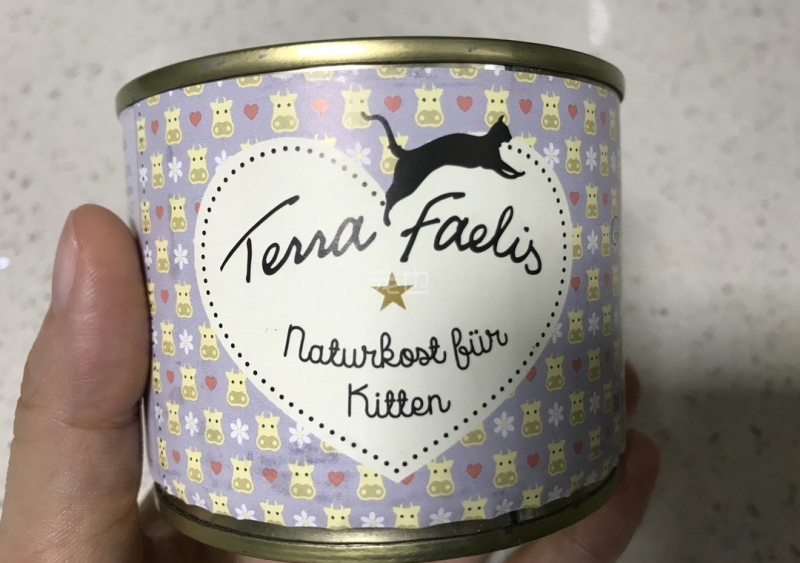 Terra Faelis
Naturkost für
Kitten